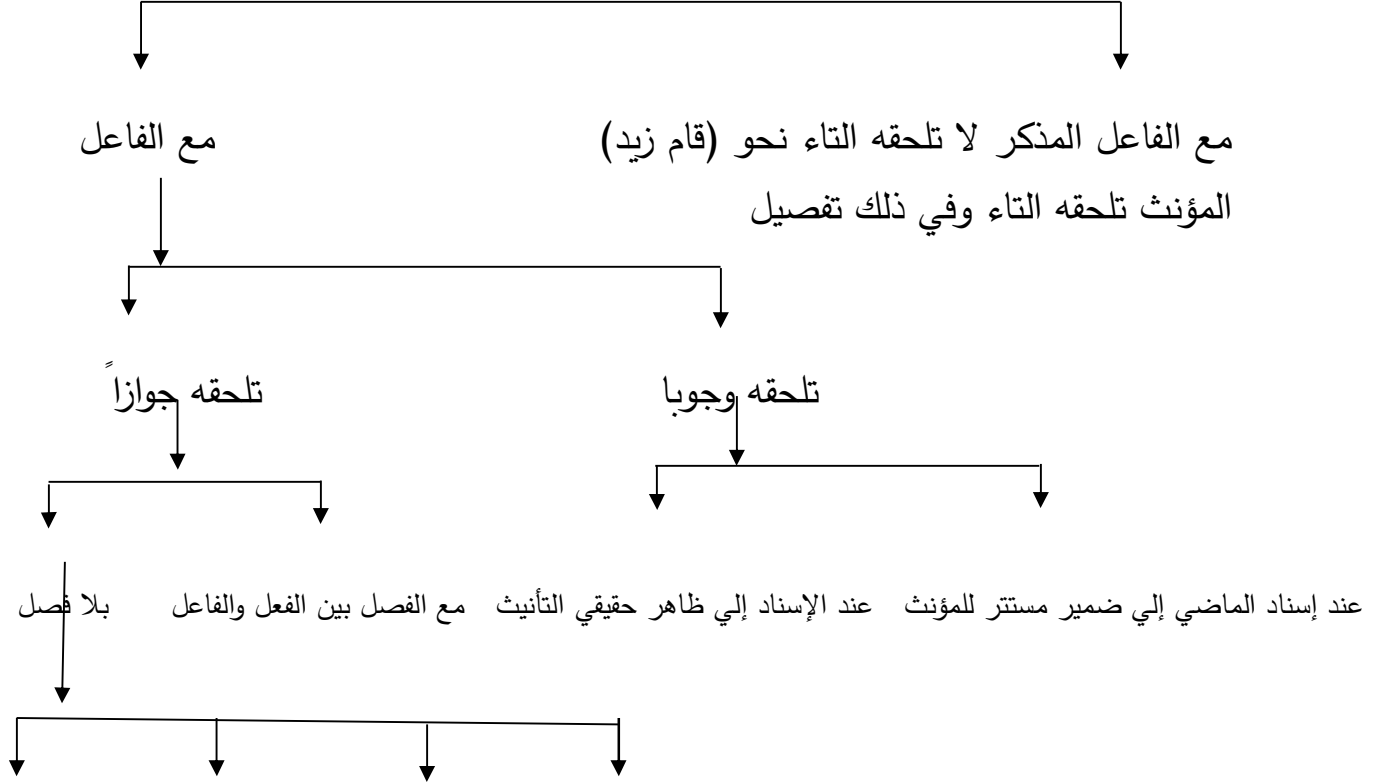 مع الفاعل المذكر لا تلحقه التاء نحو (قام زيد) مع الفاعل
المؤنث تلحقه التاء وفي ذلك تفصيل
تلحقه وجوبا تلحقه جوازاً
عند إسناد الماضي إلي ضمير مستتر للمؤنث عند الإسناد إلي ظاهر حقيقي التأنيث مع الفصل بين الفعل والفاعل بلا فصل